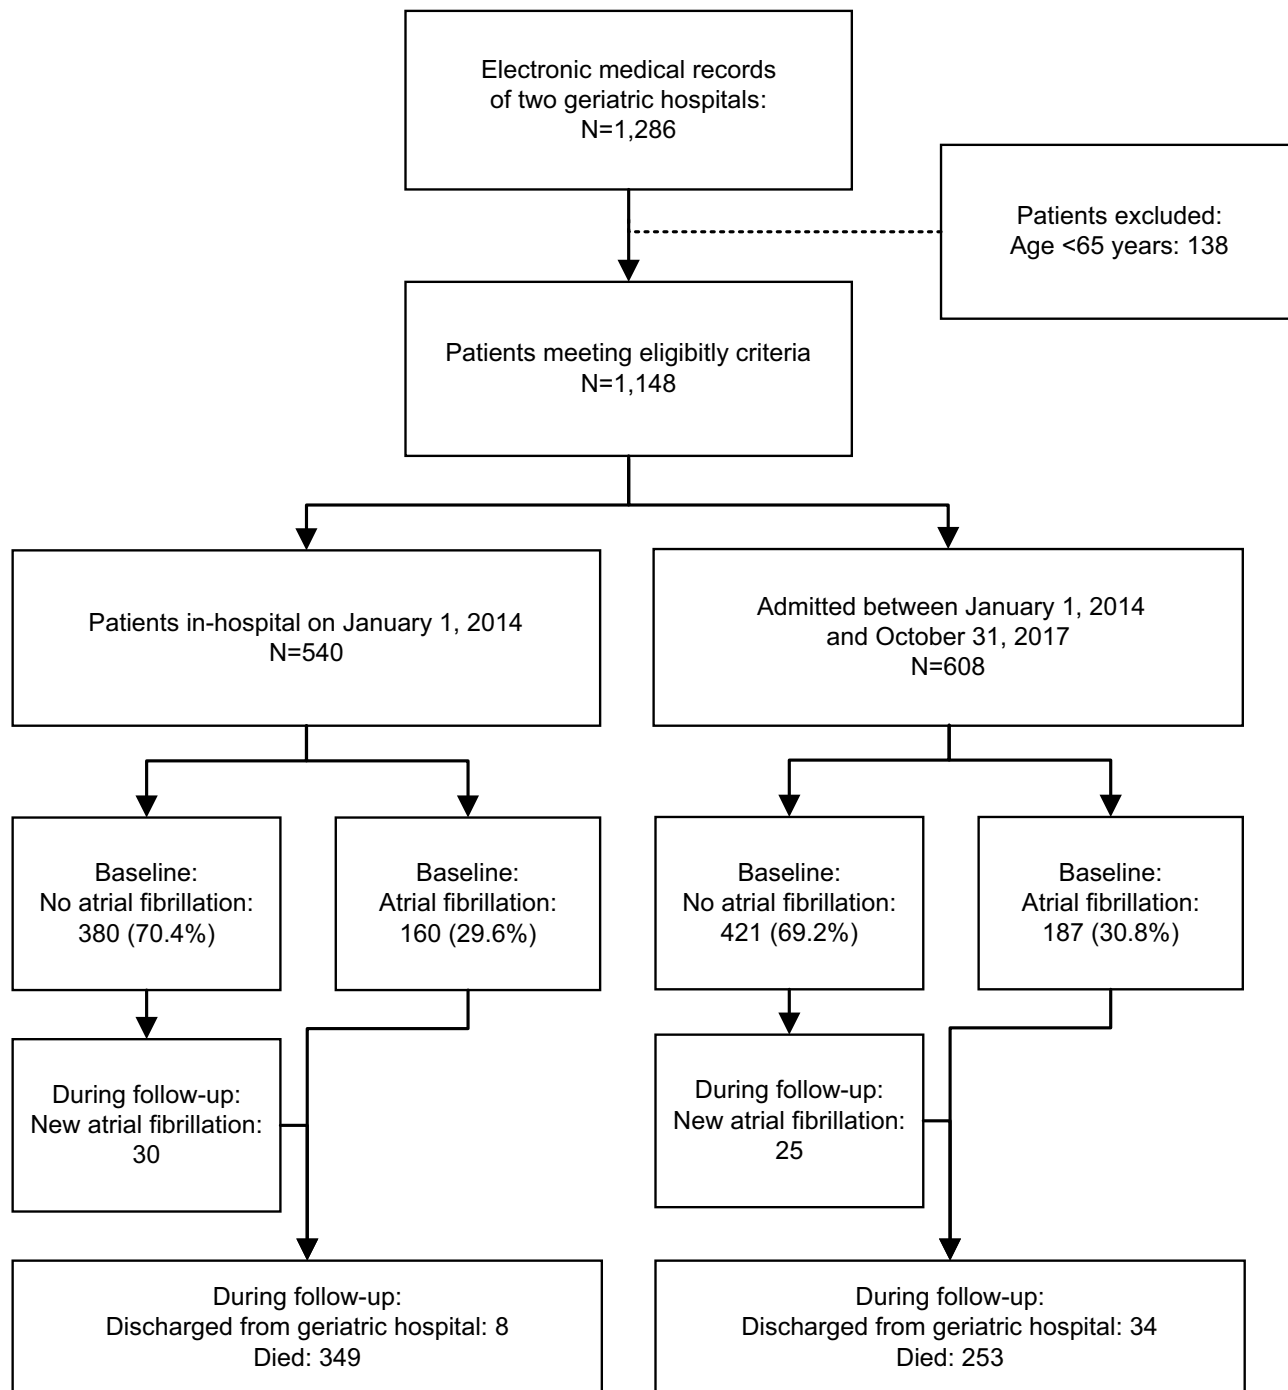 Electronic medical records
of two geriatric hospitals:
N=1,286
Patients excluded:
Age <65 years: 138
Patients meeting eligibitly criteria
N=1,148
Patients in-hospital on January 1, 2014
N=540
Admitted between January 1, 2014
and October 31, 2017
N=608
Baseline:
No atrial fibrillation:
380 (70.4%)
Baseline:
Atrial fibrillation:
160 (29.6%)
Baseline:
No atrial fibrillation:
421 (69.2%)
Baseline:
Atrial fibrillation:
187 (30.8%)
During follow-up:
New atrial fibrillation:
30
During follow-up:
New atrial fibrillation:
25
During follow-up:
Discharged from geriatric hospital: 8
Died: 349
During follow-up:
Discharged from geriatric hospital: 34
Died: 253